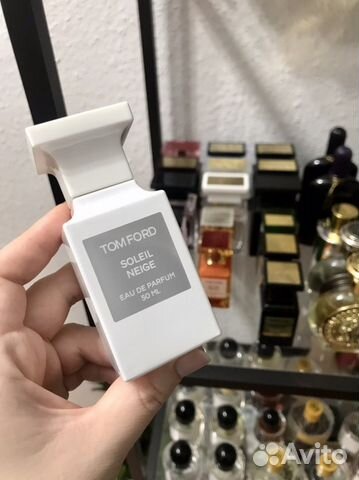 TOM FORD
SOLEIL
NEIGE
EAU DE PARFUM
50 ML
Avito